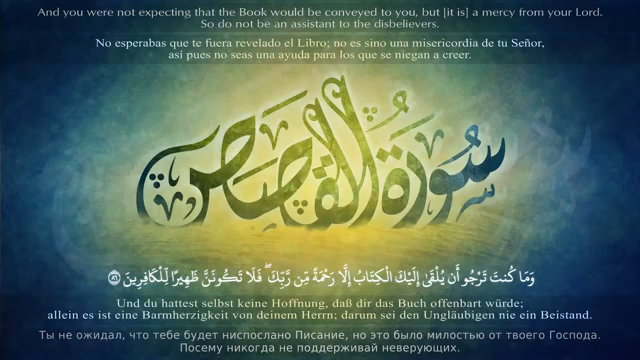 And you were not expecting that the Book would be conveyed to you, but [it is] a mercy from your Lord.
So do not be an assistant to the disbelievers.
No esperabas que te fuera revelado el Libro; no es sino una misericordia de tu Señor,
así pues no seas una ayuda para los que se niegan a creer.
سورة القصص
وَمَا كُنتَ تَرْجُو أَن يُلْقَىٰ إِلَيْكَ الْكِتَابُ إِلَّا رَحْمَةً مِّن رَّبِّكَ ۖ فَلَا تَكُونَنَّ ظَهِيرًا لِّلْكَافِرِينَ ﴿٨٦﴾
Und du hattest selbst keine Hoffnung, daß dir das Buch offenbart würde;
allein es ist eine Barmherzigkeit von deinem Herrn; darum sei den Ungläubigen nie ein Beistand.
Ты не ожидал, что тебе будет ниспослано Писание, но это было милостью от твоего Господа.
Посему никогда не поддерживай неверующих.